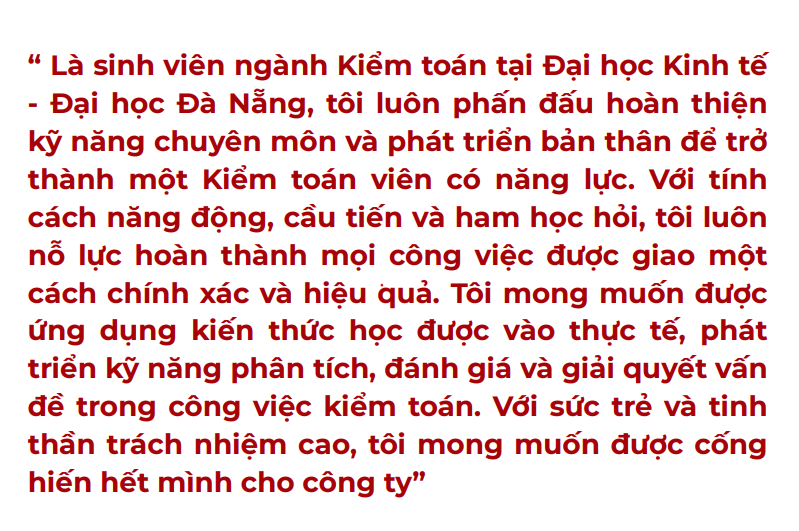 “ Là sinh viên ngành Kiểm toán tại Đại học Kinh tế
- Đại học Đà Nẵng, tôi luôn phấn đấu hoàn thiện
kỹ năng chuyên môn và phát triển bản thân để trở
thành một Kiểm toán viên có năng lực. Với tính
cách năng động, cầu tiến và ham học hỏi, tôi luôn
nỗ lực hoàn thành mọi công việc được giao một
cách chính xác và hiệu quả. Tôi mong muốn được
ứng dụng kiến thức học được vào thực tế, phát
triển kỹ năng phân tích, đánh giá và giải quyết vấn
đề trong công việc kiểm toán. Với sức trẻ và tinh
thần trách nhiệm cao, tôi mong muốn được cống
hiến hết mình cho công ty”